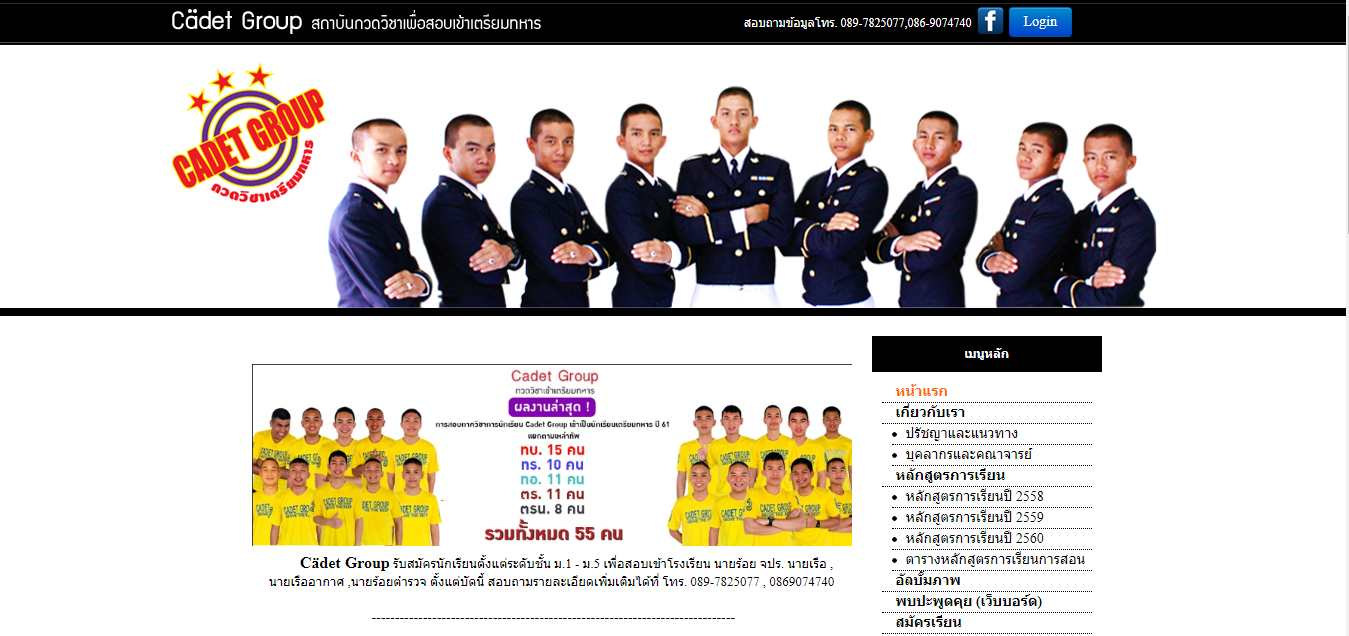 Cädet Group สถาบันกวดวิชาเพื่อสอบเข้าเตรียมทหาร
สอบถามข้อมูลโทร. 089-7825077,086-9074740
f
Login
CADET GROUP
กวดวิชาเตรียมทหาร
เมนูหลัก
หน้าแรก
เกี่ยวกับเรา
ปรัชญาและแนวทาง
บุคลากรและคณาจารย์
หลักสูตรการเรียน
หลักสูตรการเรียนปี 2558
หลักสูตรการเรียนปี 2559
หลักสูตรการเรียนปี 2560
ตารางหลักสูตรการเรียนการสอน
อัลบั้มภาพ
พบปะพูดคุย (เว็บบอร์ด)
สมัครเรียน
Cadet Group
กวดวิชาเข้าเตรียมทหาร
ผลงานล่าสุด !
การสอบภาควิชาการนักเรียน Cadet Group เข้าเป็นนักเรียนเตรียมทหาร ปี 61
แยกตามเหล่าทัพ
ทบ. 15 คน
ทร. 10 คน
ทอ. 11 คน
ตร. 11 คน
ตรน. 8 คน
รวมทั้งหมด 55 คน
Cädet Group รับสมัครนักเรียนตั้งแต่ระดับชั้น ม.1 - ม.5 เพื่อสอบเข้าโรงเรียน นายร้อย จปร. นายเรือ ,
นายเรืออากาศ ,นายร้อยตำรวจ ตั้งแต่บัดนี้ สอบถามรายละเอียดเพิ่มเติมได้ที่ โทร. 089-7825077 , 0869074740